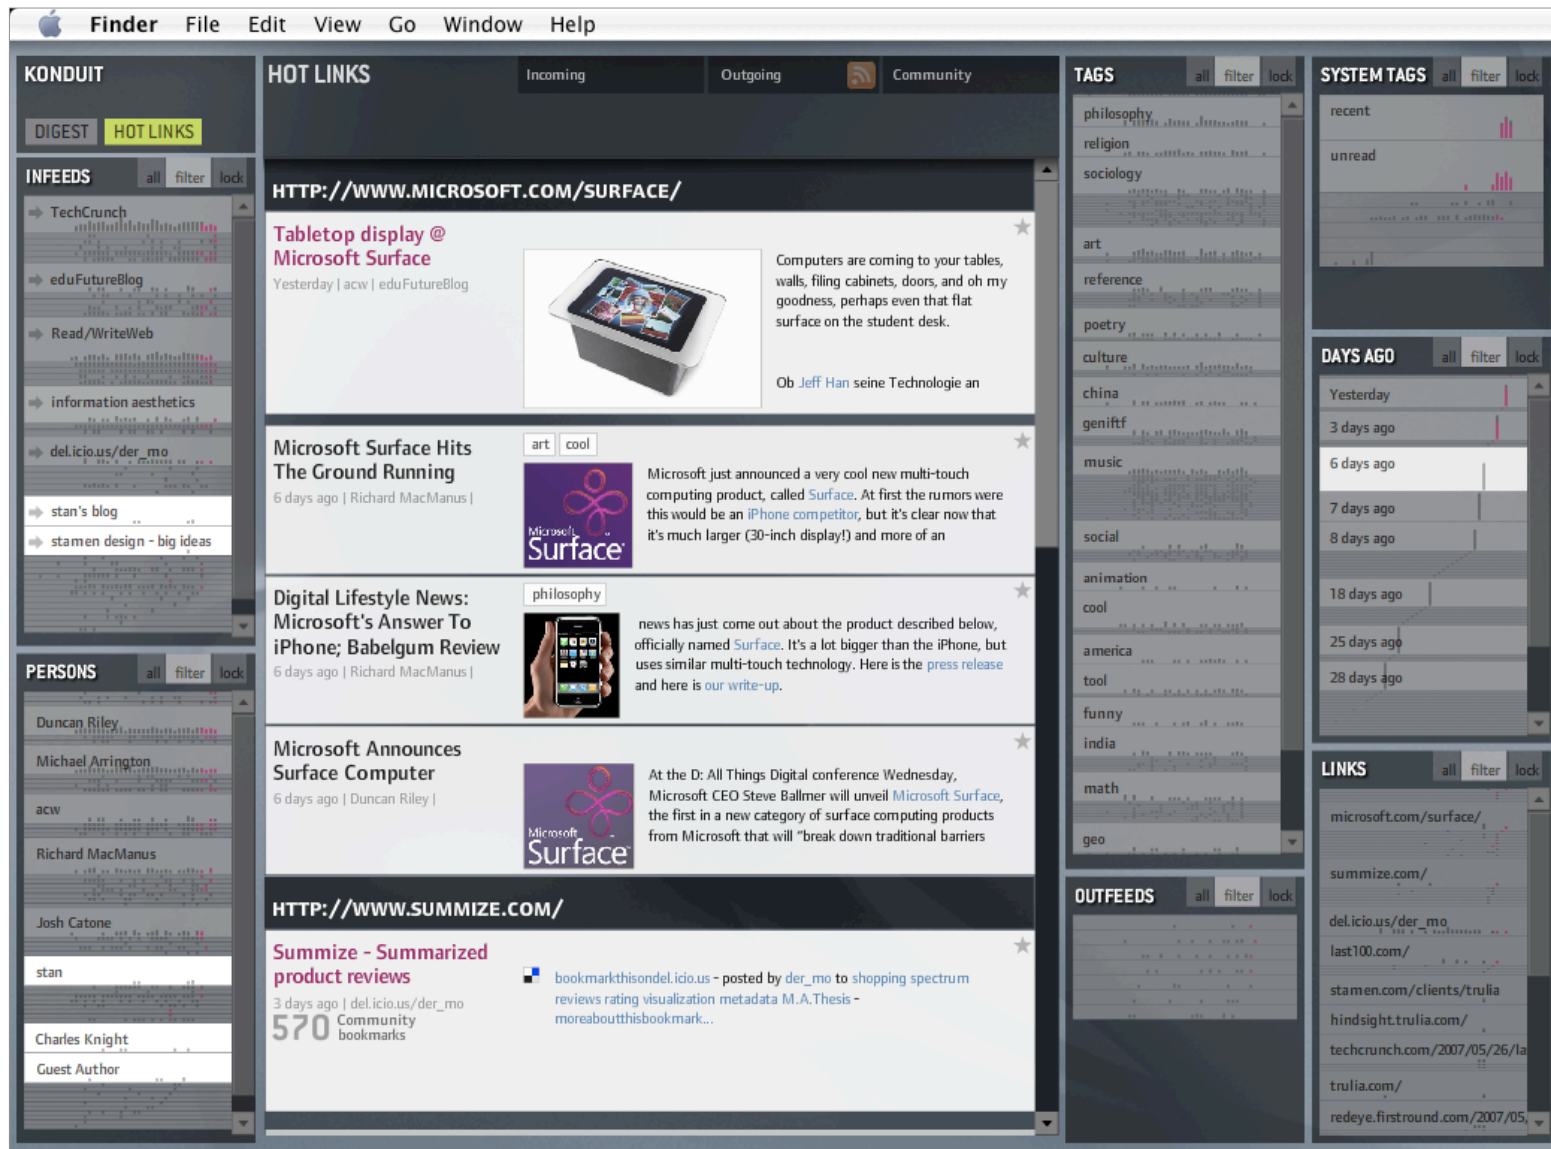 Finder File Edit View Go Window Help
KONDUIT
DIGEST HOT LINKS
INFEEDS all filter lock
TechCrunch
eduFutureBlog
Read/WriteWeb
information aesthetics
del.icio.us/der_mo
stan's blog
stamen design - big ideas
PERSONS all filter lock
Duncan Riley
Michael Arrington
acw
Richard MacManus
Josh Catone
stan
Charles Knight
Guest Author
HOT LINKS Incoming Outgoing Community
HTTP://WWW.MICROSOFT.COM/SURFACE/
Tabletop display @
Microsoft Surface
Yesterday | acw | eduFutureBlog
Computers are coming to your tables,
walls, filing cabinets, doors, and oh my
goodness, perhaps even that flat
surface on the student desk.
Ob Jeff Han seine Technologie an
Microsoft Surface Hits
The Ground Running
6 days ago | Richard MacManus |
art cool
Microsoft
Surface
Microsoft just announced a very cool new multi-touch
computing product, called Surface. At first the rumors were
this would be an iPhone competitor, but it's clear now that
it's much larger (30-inch display!) and more of an
Digital Lifestyle News:
Microsoft's Answer To
iPhone; Babelgum Review
6 days ago | Richard MacManus |
philosophy
news has just come out about the product described below,
officially named Surface. It's a lot bigger than the iPhone, but
uses similar multi-touch technology. Here is the press release
and here is our write-up.
Microsoft Announces
Surface Computer
6 days ago | Duncan Riley |
Microsoft
Surface
At the D: All Things Digital conference Wednesday,
Microsoft CEO Steve Ballmer will unveil Microsoft Surface,
the first in a new category of surface computing products
from Microsoft that will "break down traditional barriers
HTTP://WWW.SUMMIZE.COM/
Summize - Summarized
product reviews
3 days ago | del.icio.us/der_mo
570 Community
bookmarks
bookmarkthisondel.icio.us - posted by der_mo to shopping spectrum
reviews rating visualization metadata M.A.Thesis -
moreaboutthisbookmark...
TAGS all filter lock
philosophy
religion
sociology
art
reference
poetry
culture
china
geniftf
music
social
animation
cool
america
tool
funny
india
math
geo
OUTFEEDS all filter lock
SYSTEM TAGS all filter lock
recent
unread
DAYS AGO all filter lock
Yesterday
3 days ago
6 days ago
7 days ago
8 days ago
18 days ago
25 days ago
28 days ago
LINKS all filter lock
microsoft.com/surface/
summize.com/
del.icio.us/der_mo
last100.com/
stamen.com/clients/trulia
hindsight.trulia.com/
techcrunch.com/2007/05/26/la
trulia.com/
redeye.firstround.com/2007/05,